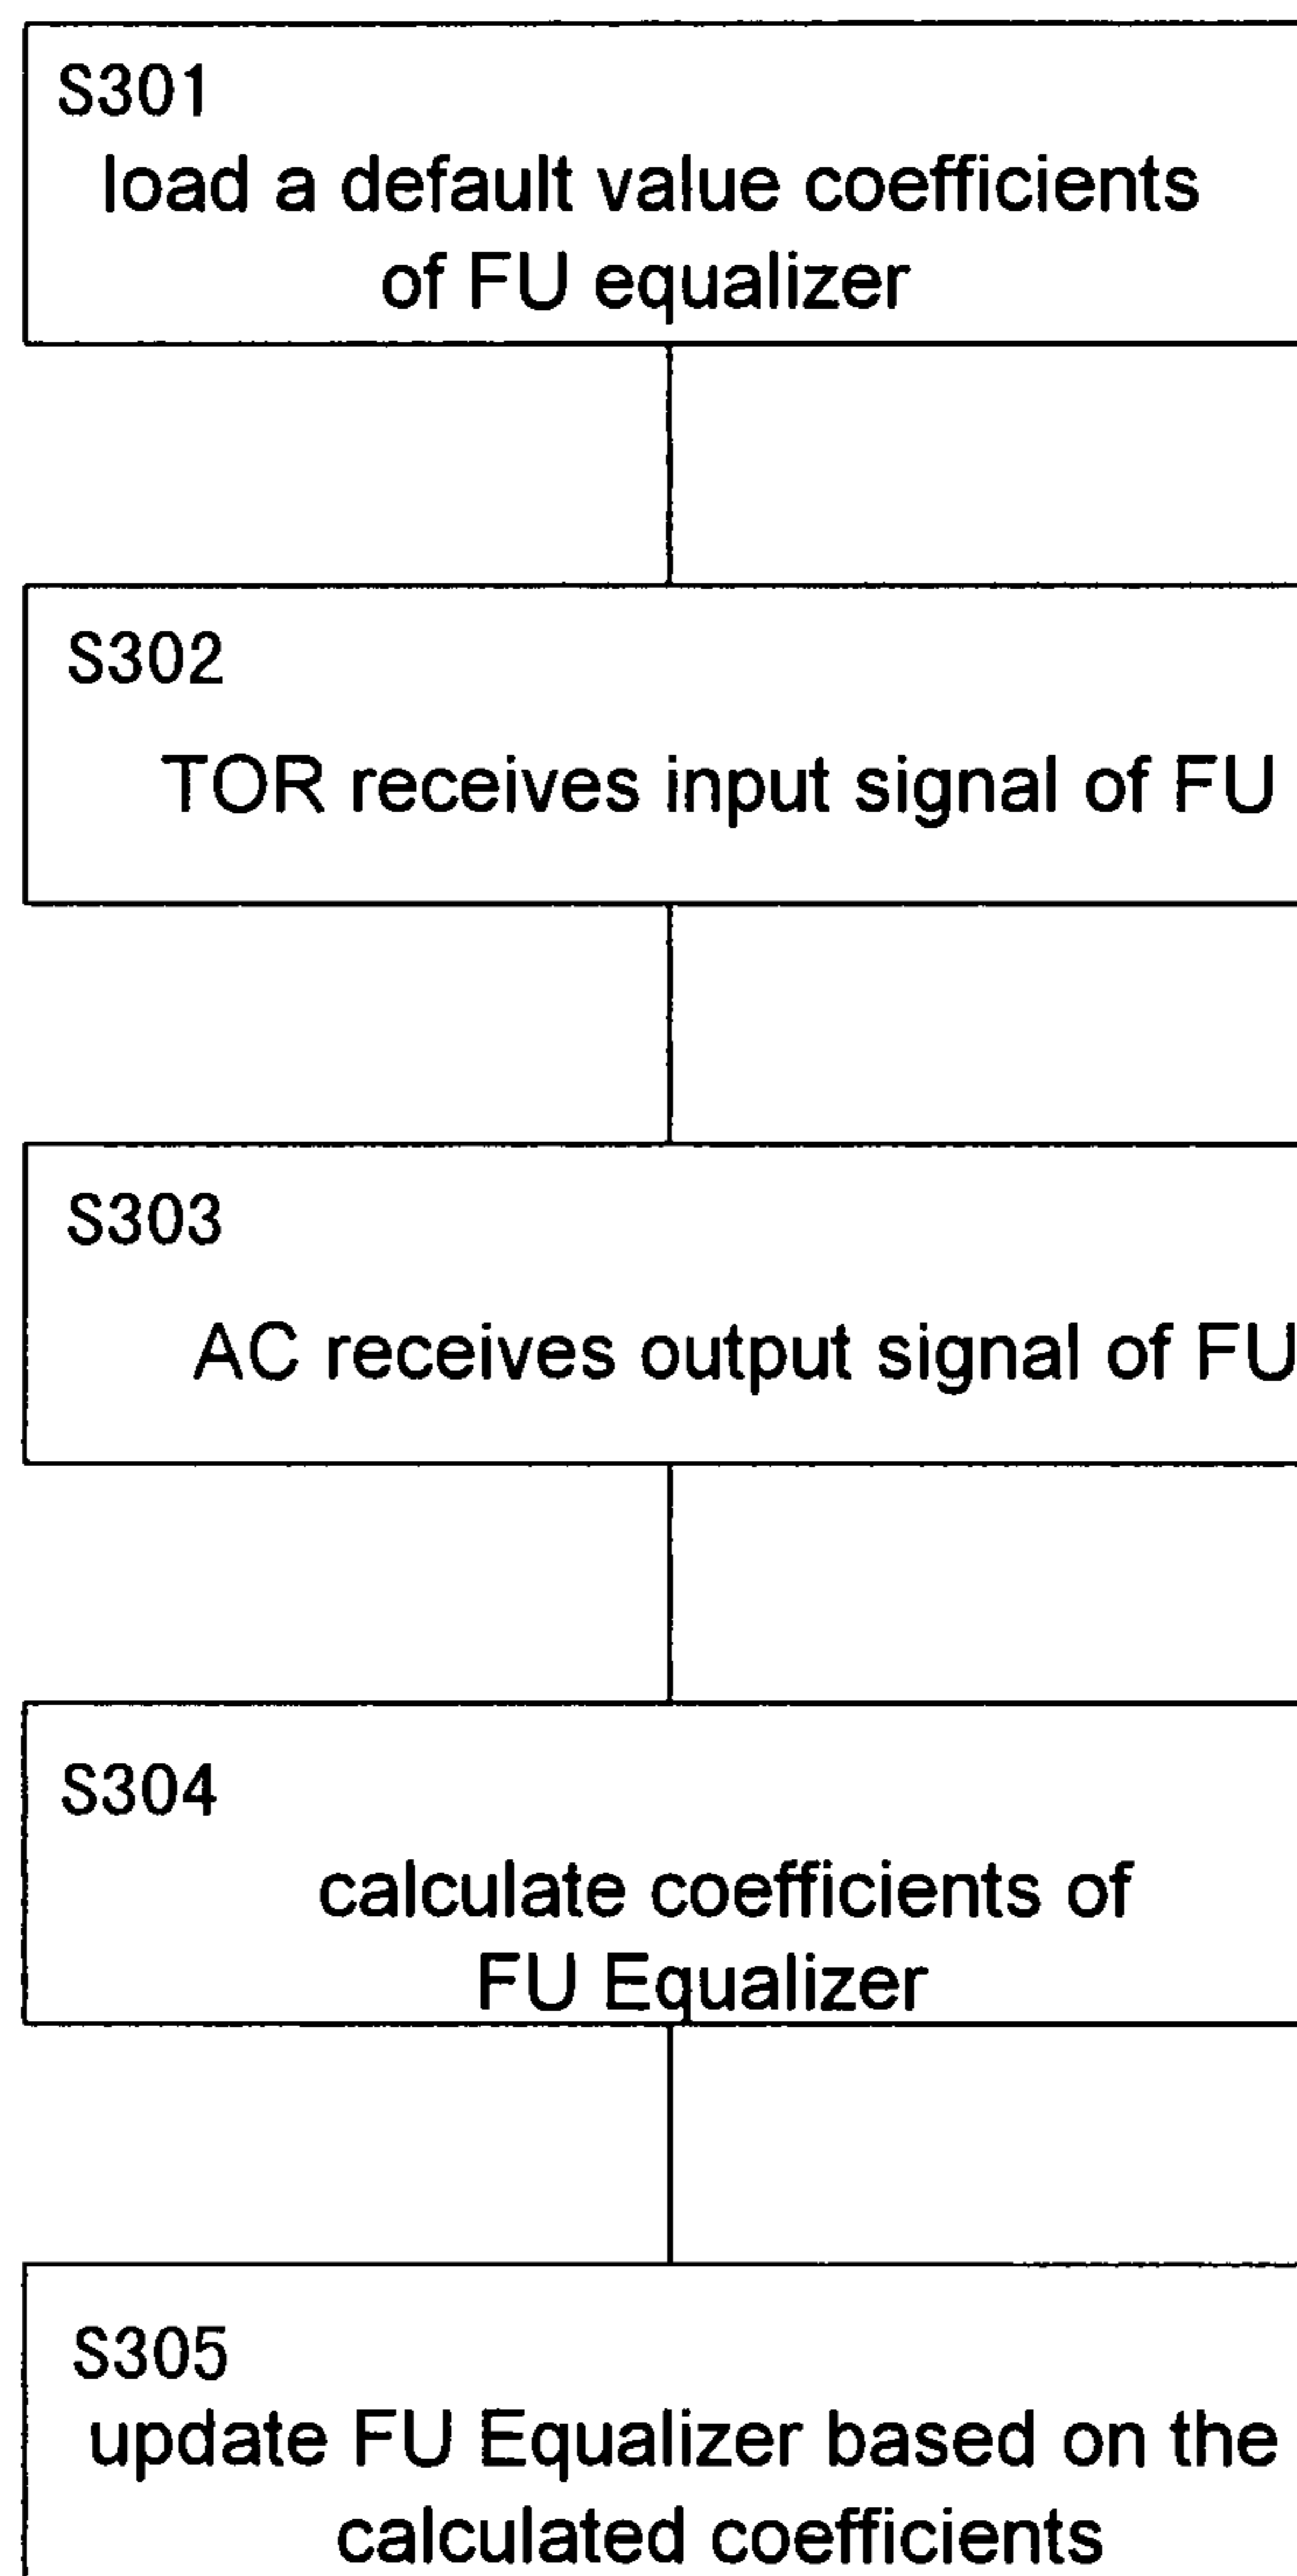 S301
load a default value coefficients
of FU equalizer
S302
TOR receives input signal of FU
S303
AC receives output signal of FU
S304
calculate coefficients of
FU Equalizer
S305
update FU Equalizer based on the
calculated coefficients